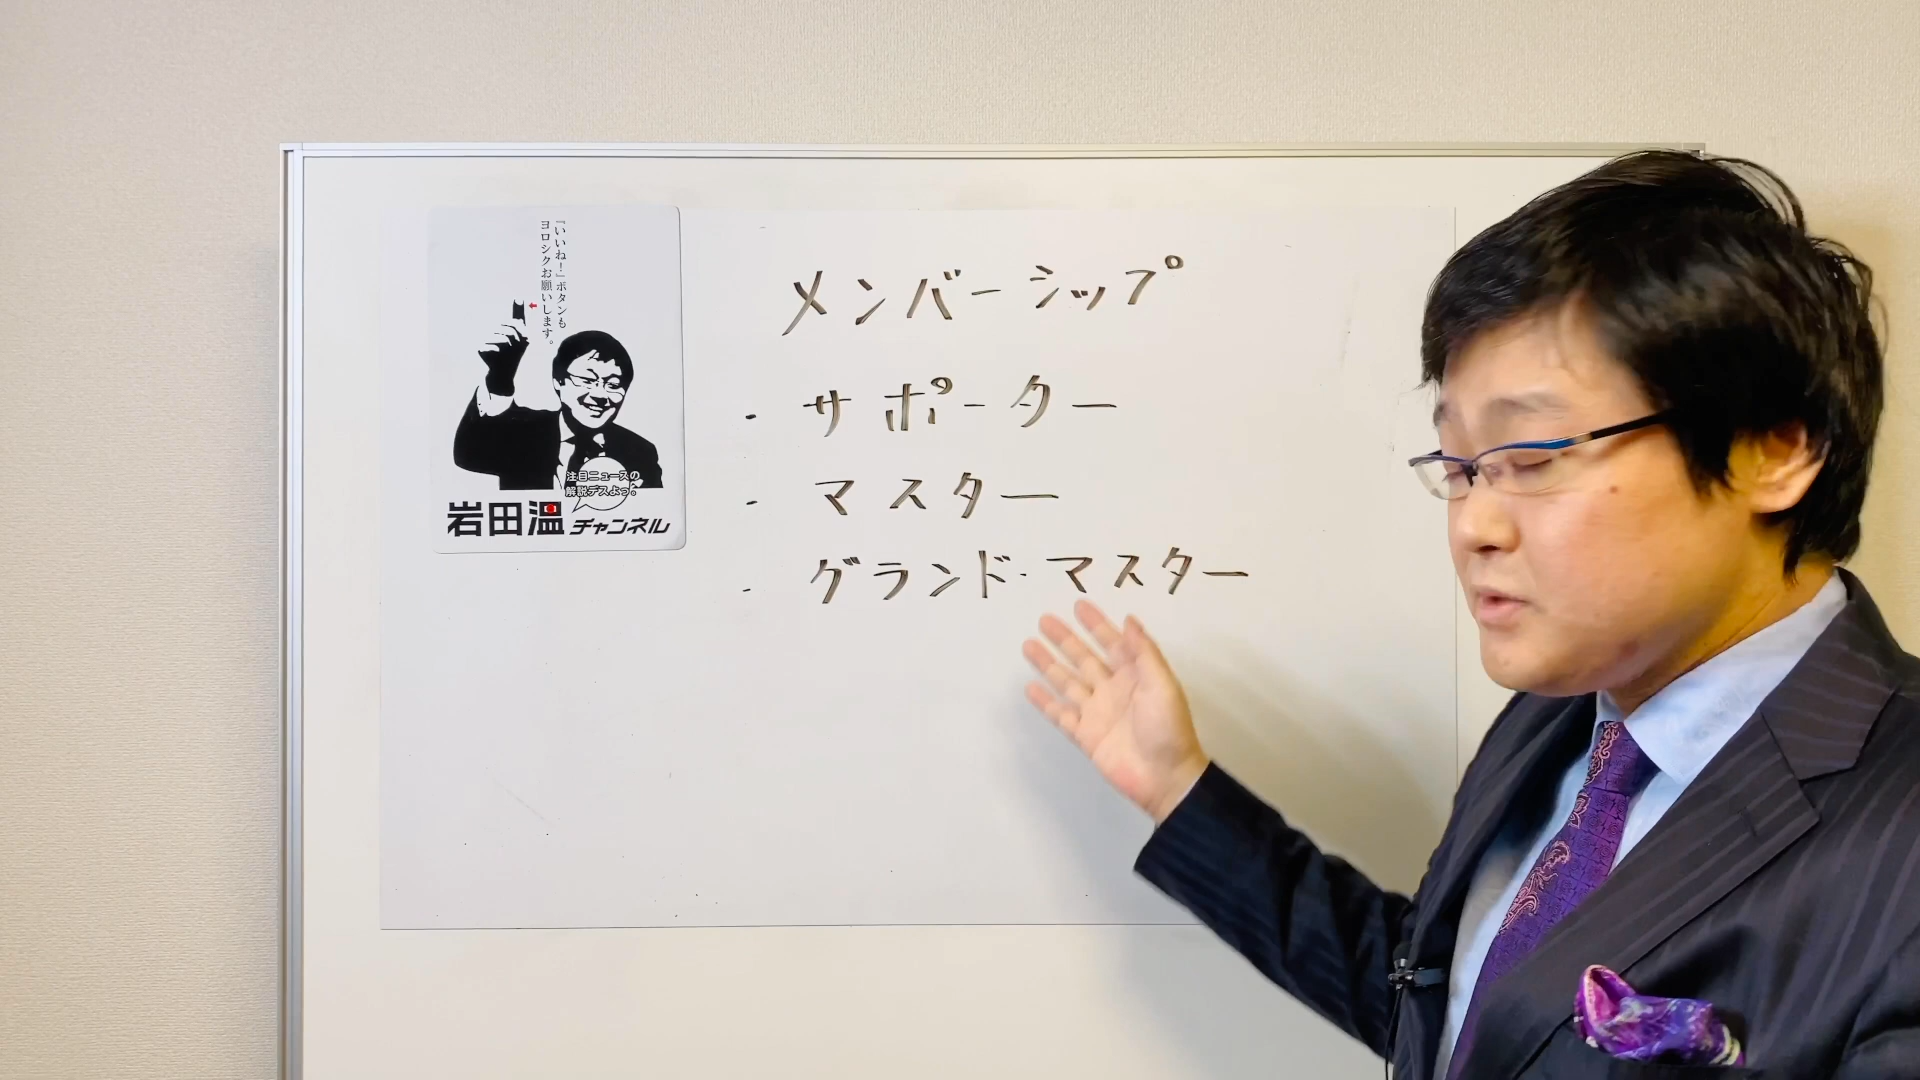 『いいね！』ボタンも
ヨロシクお願いします。
注目ニュースの
解説デスよっ。
岩田温チャンネル
メンバーシップ
- サポーター
- マスター
- グランド・マスター